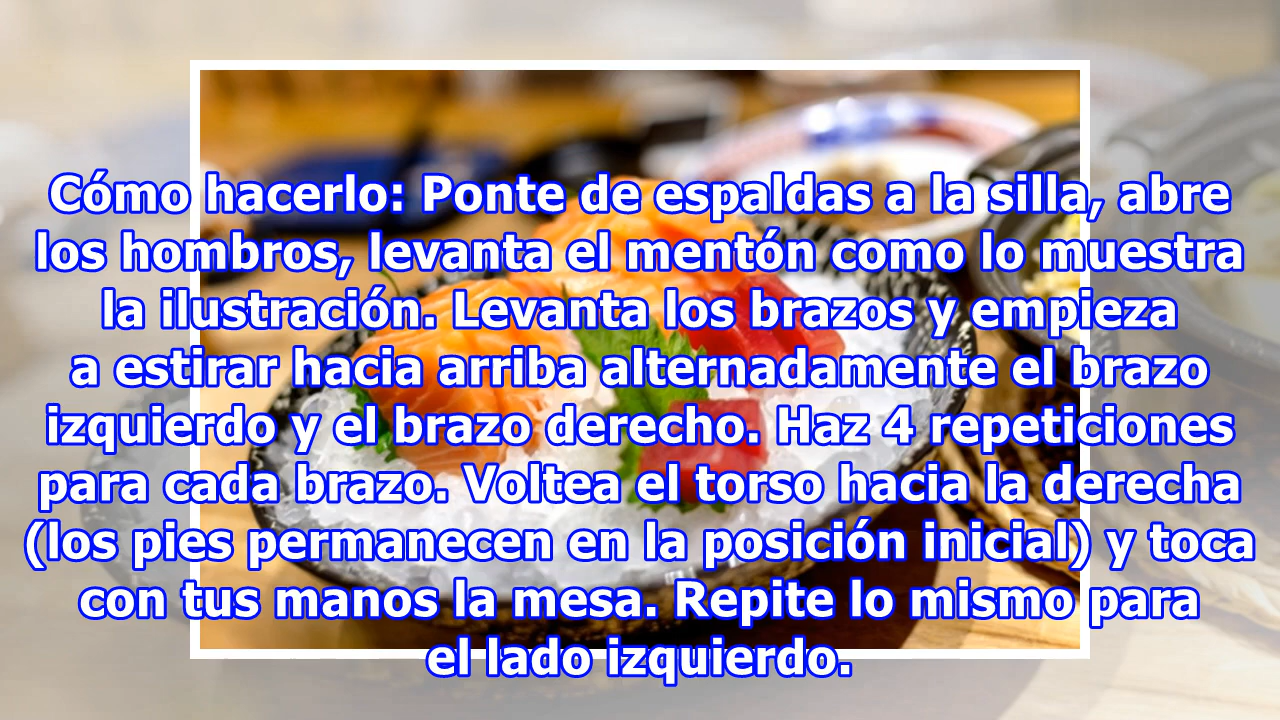 Cómo hacerlo: Ponte de espaldas a la silla, abre
los hombros, levanta el mentón como lo muestra
la ilustración. Levanta los brazos y empieza
a estirar hacia arriba alternadamente el brazo
izquierdo y el brazo derecho. Haz 4 repeticiones
para cada brazo. Voltea el torso hacia la derecha
(los pies permanecen en la posición inicial) y toca
con tus manos la mesa. Repite lo mismo para
el lado izquierdo.